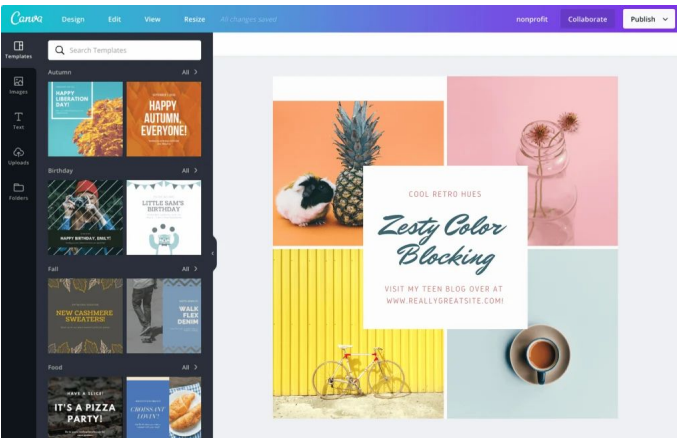 Canva
Design
Edit
View
Resize
All changes saved
nonprofit
Collaborate
Publish
Templates
Images
Text
Uploads
Folders
Search Templates
Autumn
All
HAPPY
LIBERATION
DAY!
HAPPY
AUTUMN,
EVERYONE!
Birthday
All
HAPPY BIRTHDAY, EMILY!
LITTLE SAM'S
BIRTHDAY
Fall
All
NEW CASHMERE
SWEATERS!
WALK
FLEX
DENIM
Food
All
HAVE A SLICE!
IT'S A PIZZA
PARTY!
CROISSANT
LOVIN'!
COOL RETRO HUES
Zesty Color
Blocking
VISIT MY TEEN BLOG OVER AT
WWW.REALLYGREATSITE.COM!